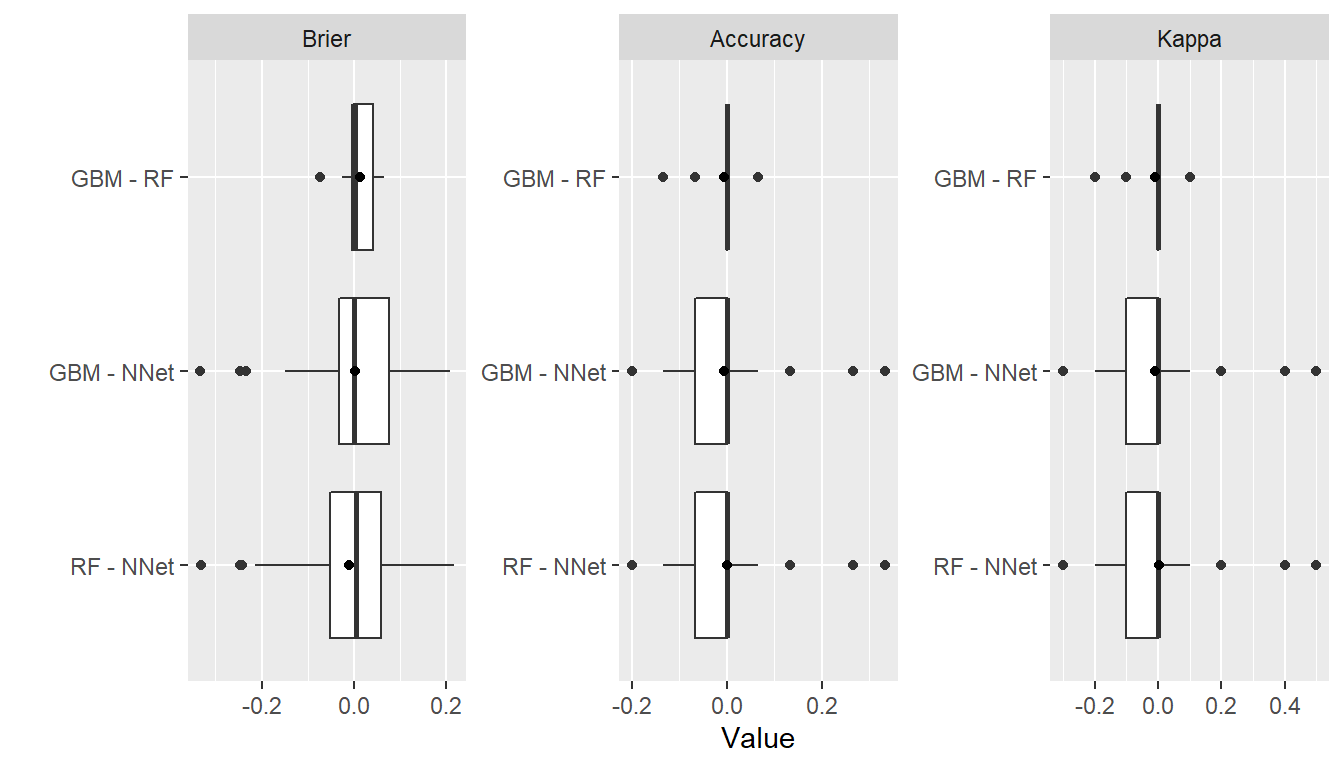 Brier Accuracy Kappa
GBM - RF GBM - RF GBM - RF
GBM - NNet GBM - NNet GBM - NNet
RF - NNet RF - NNet RF - NNet
-0.2 0.0 0.2 -0.2 0.0 0.2 -0.2 0.0 0.2 0.4
Value